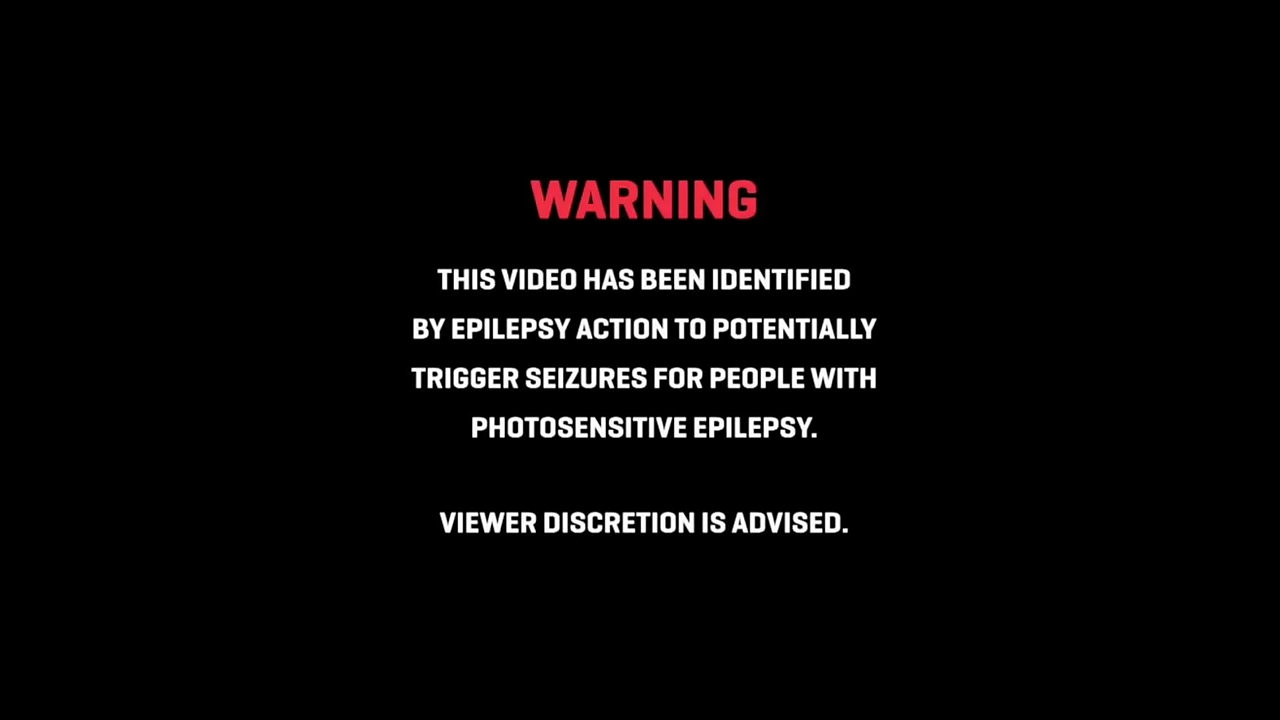 WARNING
THIS VIDEO HAS BEEN IDENTIFIED
BY EPILEPSY ACTION TO POTENTIALLY
TRIGGER SEIZURES FOR PEOPLE WITH
PHOTOSENSITIVE EPILEPSY.
VIEWER DISCRETION IS ADVISED.